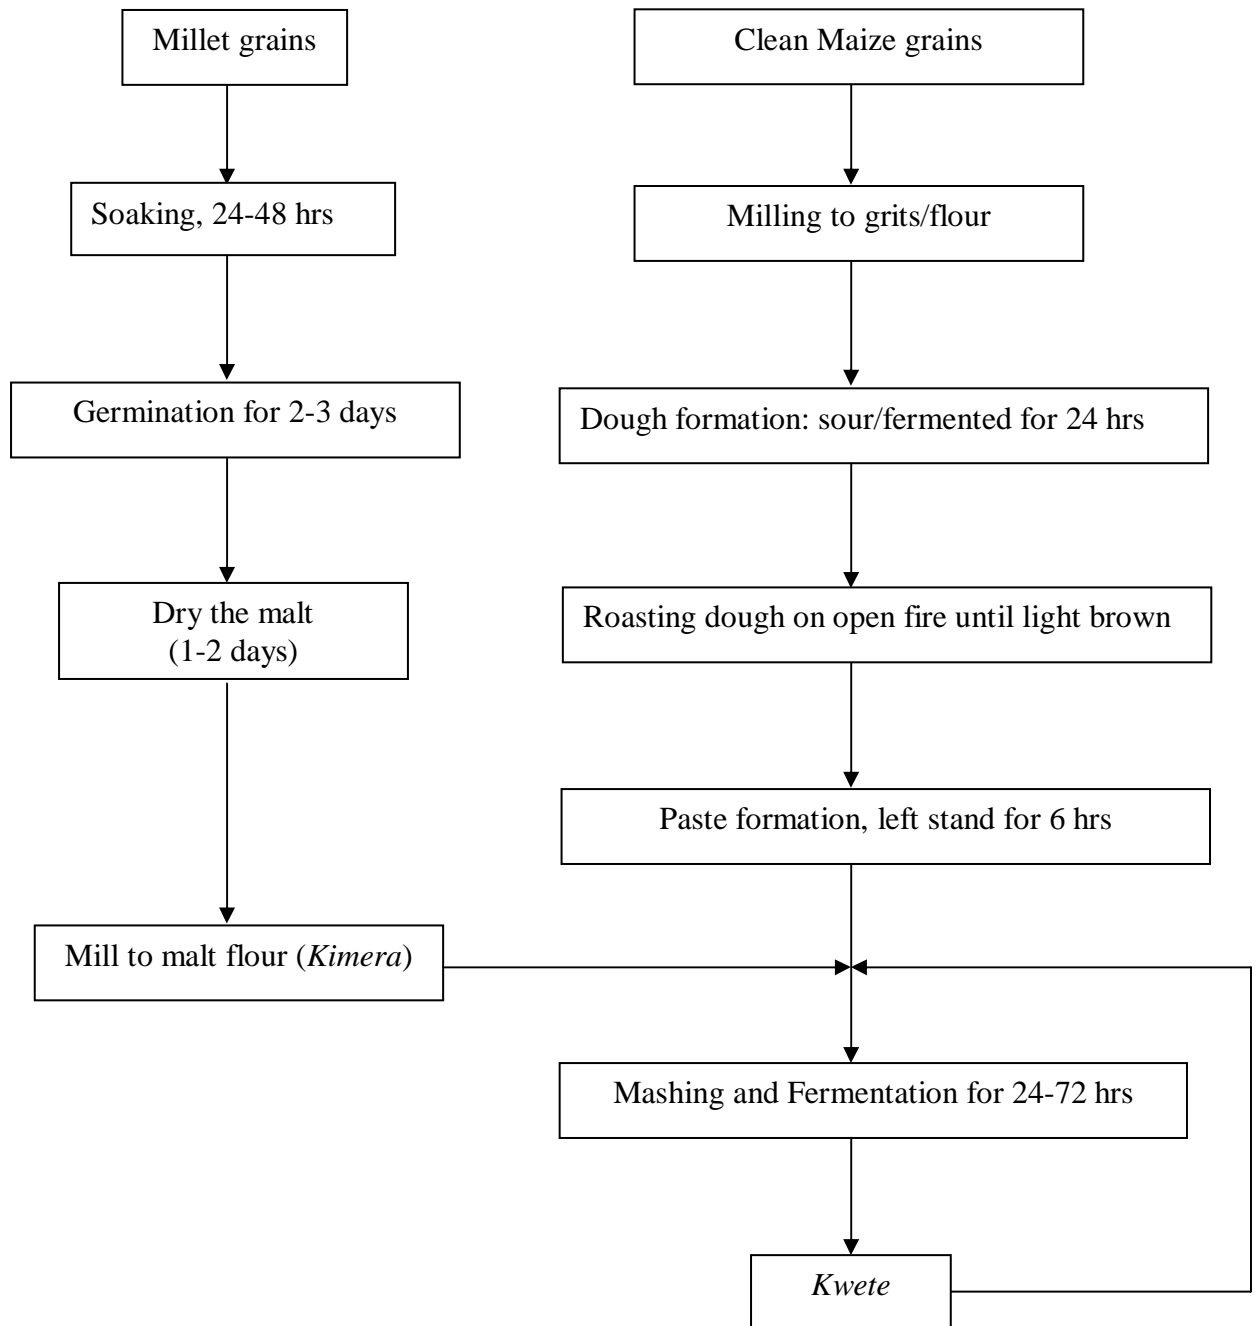 Millet grains
Soaking, 24-48 hrs
Germination for 2-3 days
Dry the malt
(1-2 days)
Mill to malt flour (Kimera)
Clean Maize grains
Milling to grits/flour
Dough formation: sour/fermented for 24 hrs
Roasting dough on open fire until light brown
Paste formation, left stand for 6 hrs
Mashing and Fermentation for 24-72 hrs
Kwete